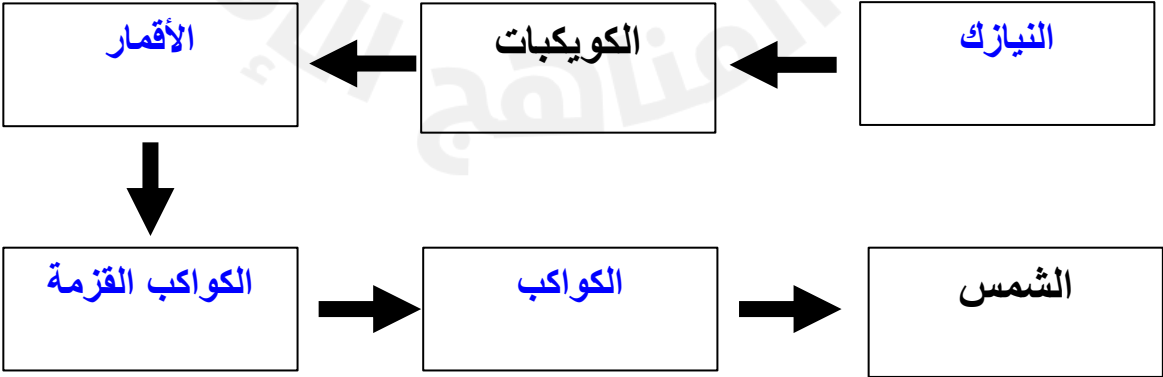 النيازك
الكويكبات
الأقمار
الكواكب القزمة
الكواكب
الشمس